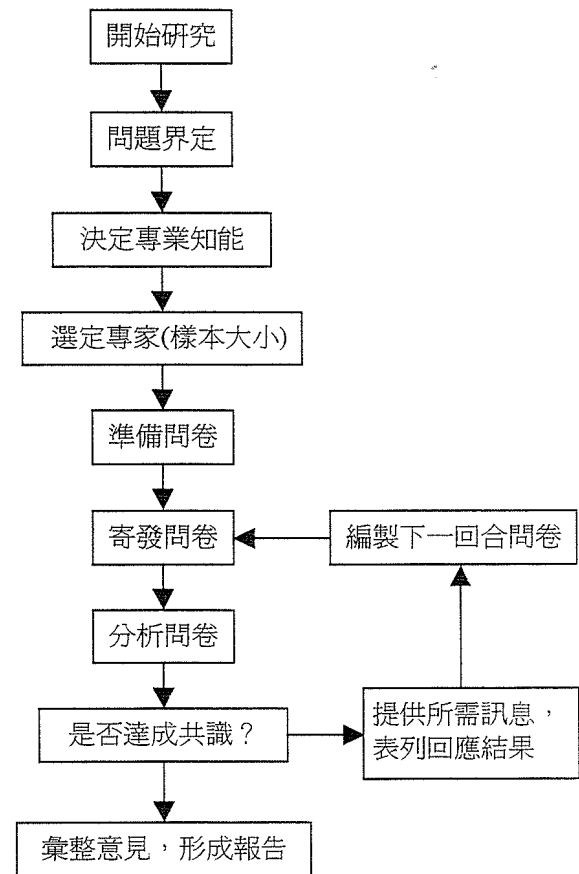 開始研究
問題界定
決定專業知能
選定專家(樣本大小)
準備問卷
寄發問卷
編製下一回合問卷
分析問卷
是否達成共識？
提供所需訊息，
表列回應結果
彙整意見，形成報告